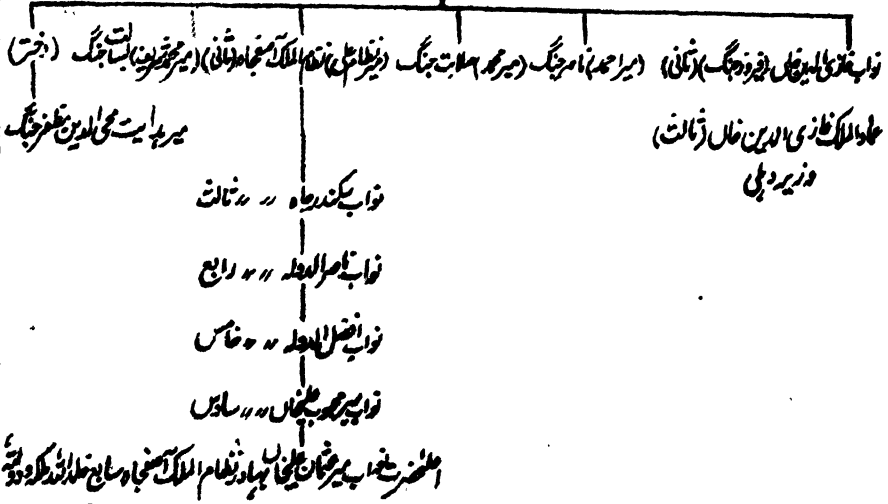 نواب غازی الدین خاں (فیروز جنگ) (ثانی) (میر احمد) ناصر جنگ (میر محمد) صلابت جنگ (میر نظام علی) نظام الملک آصفجاہ (ثانی) (میر محمد شریف) بسالت جنگ (دختر)
عماد الملک غازی الدین خاں (ثالث)
وزیر دہلی
میر ہدایت محی الدین مظفر جنگ
نواب سکندر جاہ 〃 〃 ثالث
نواب ناصر الدولہ 〃 〃 رابع
نواب افضل الدولہ 〃 〃 خامس
نواب میر محبوب علیخاں 〃 〃 سادس
اعلیٰحضرت نواب میر عثمان علیخاں بہادر نظام الملک آصفجاہ سابع خلد اللہ ملکہ و دولتہ